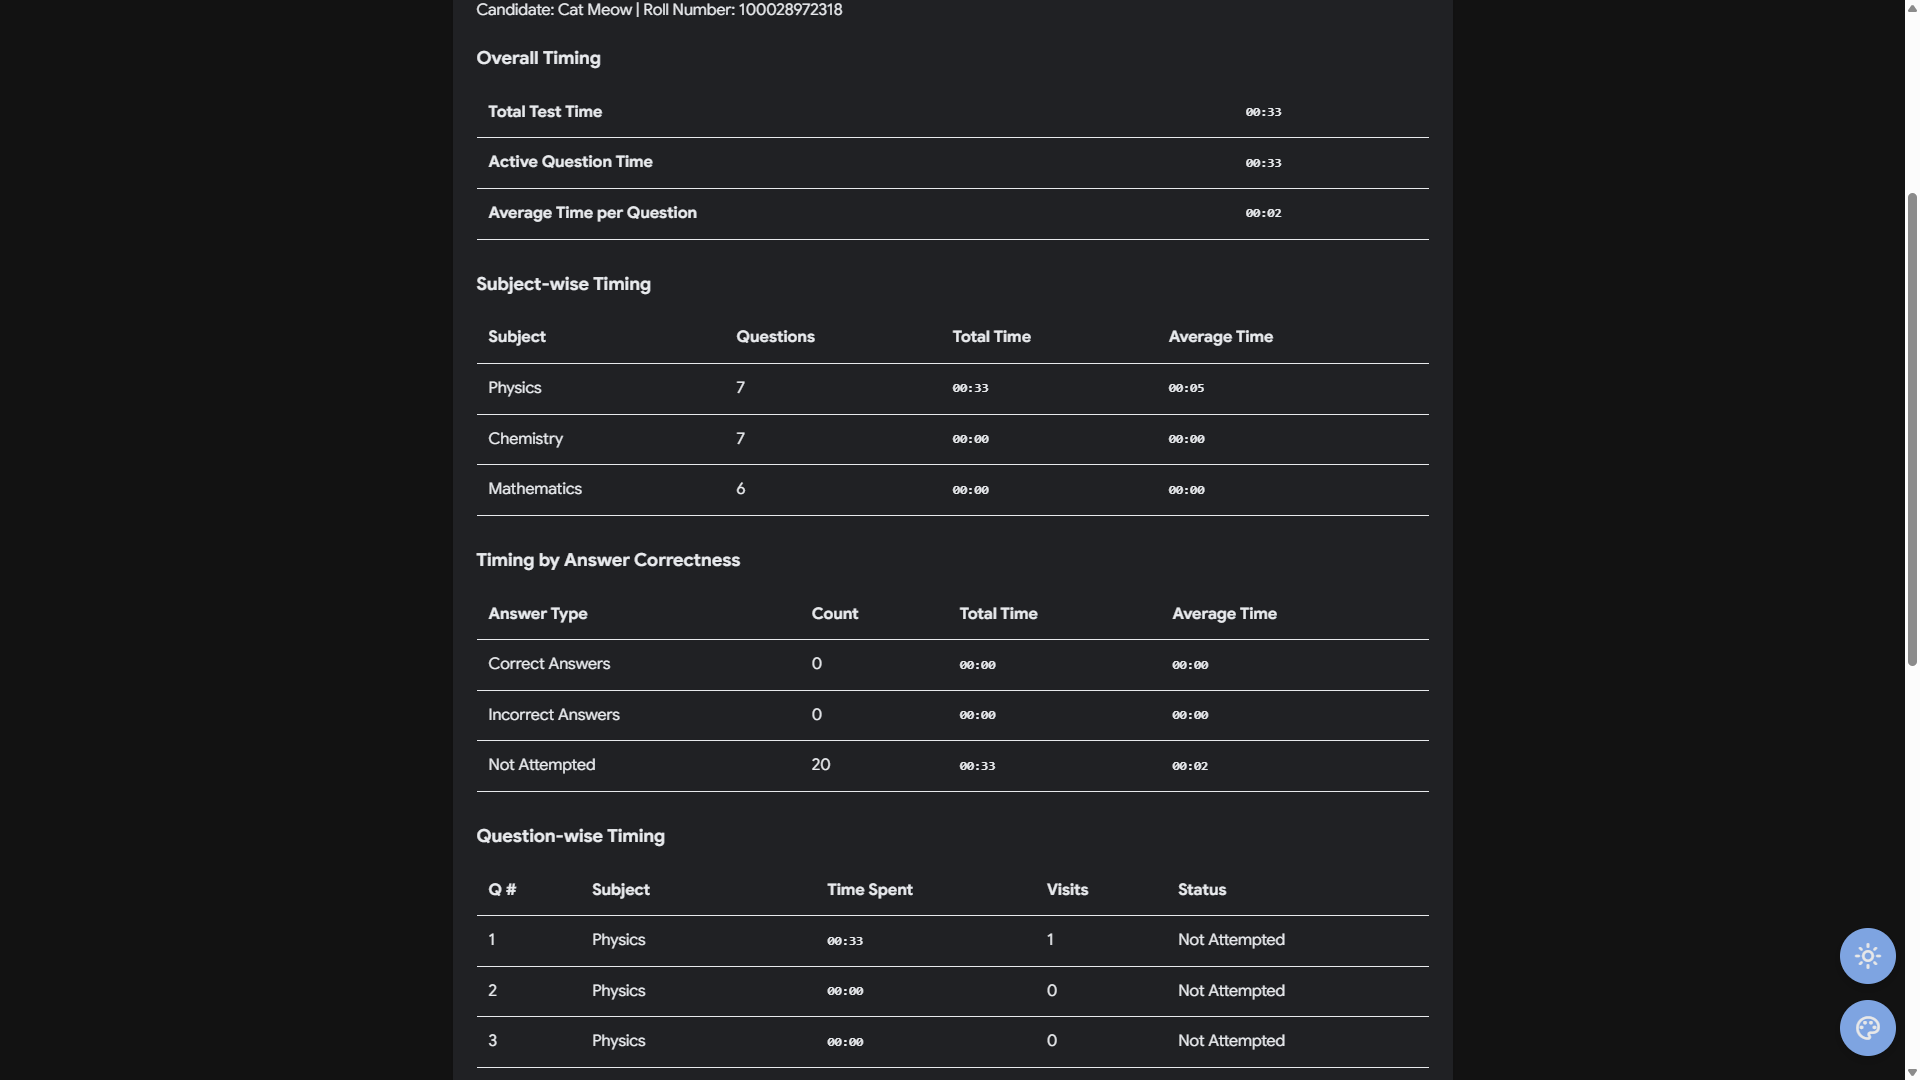 Candidate: Cat Meow | Roll Number: 100028972318
Overall Timing
Total Test Time 00:33
Active Question Time 00:33
Average Time per Question 00:02
Subject-wise Timing
Subject Questions Total Time Average Time
Physics 7 00:33 00:05
Chemistry 7 00:00 00:00
Mathematics 6 00:00 00:00
Timing by Answer Correctness
Answer Type Count Total Time Average Time
Correct Answers 0 00:00 00:00
Incorrect Answers 0 00:00 00:00
Not Attempted 20 00:33 00:02
Question-wise Timing
Q # Subject Time Spent Visits Status
1 Physics 00:33 1 Not Attempted
2 Physics 00:00 0 Not Attempted
3 Physics 00:00 0 Not Attempted